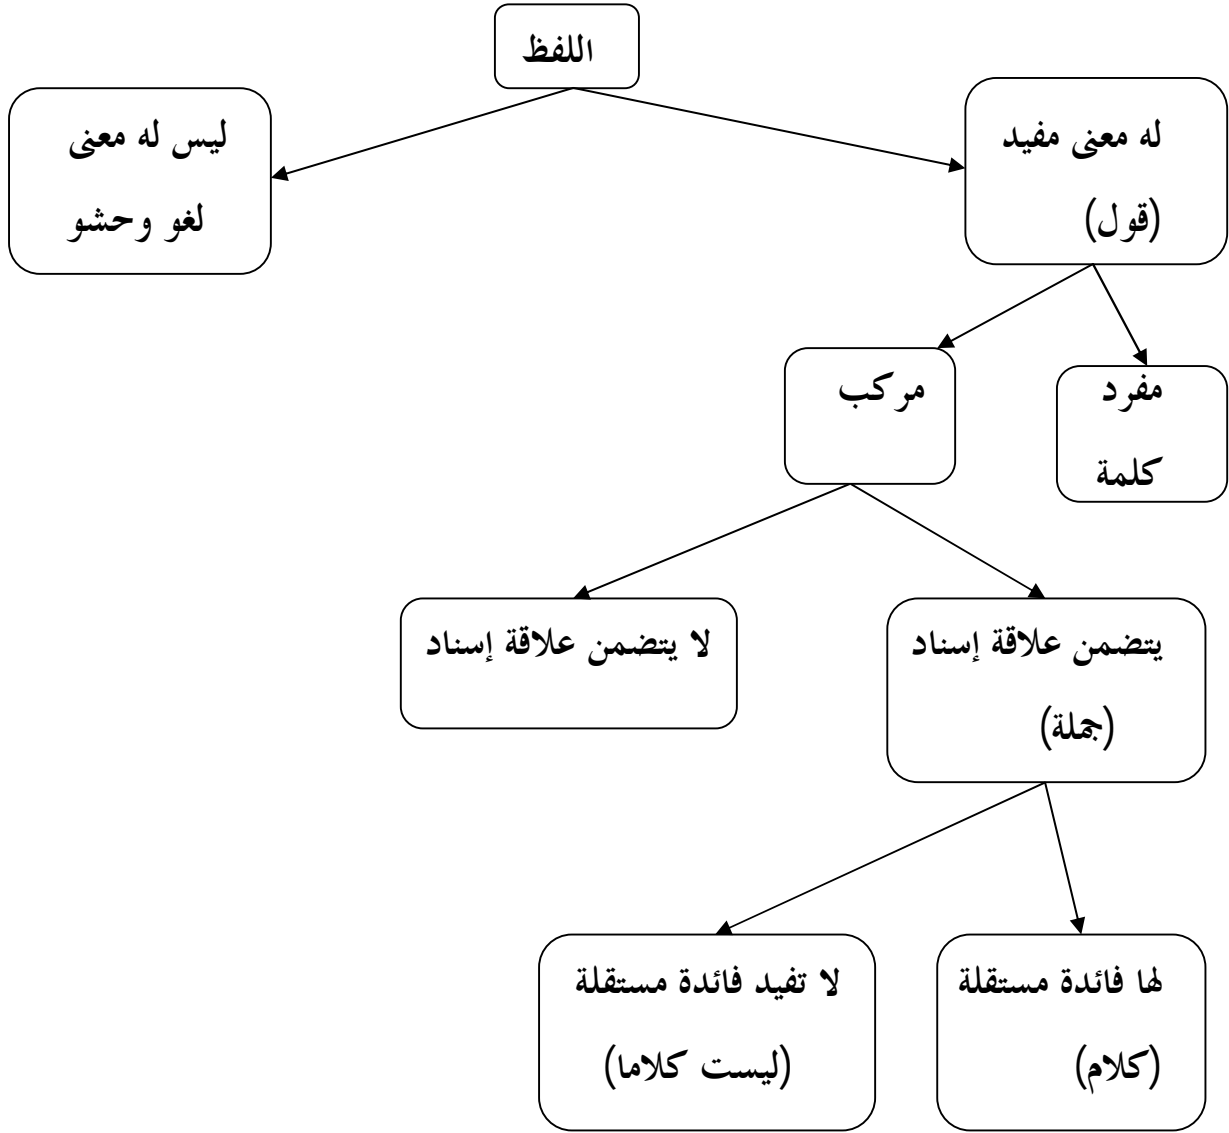 اللفظ
له معنى مفيد
(قول)
ليس له معنى
لغو وحشو
مفرد
كلمة
مركب
يتضمن علاقة إسناد
(جملة)
لا يتضمن علاقة إسناد
لها فائدة مستقلة
(كلام)
لا تفيد فائدة مستقلة
(ليست كلاما)